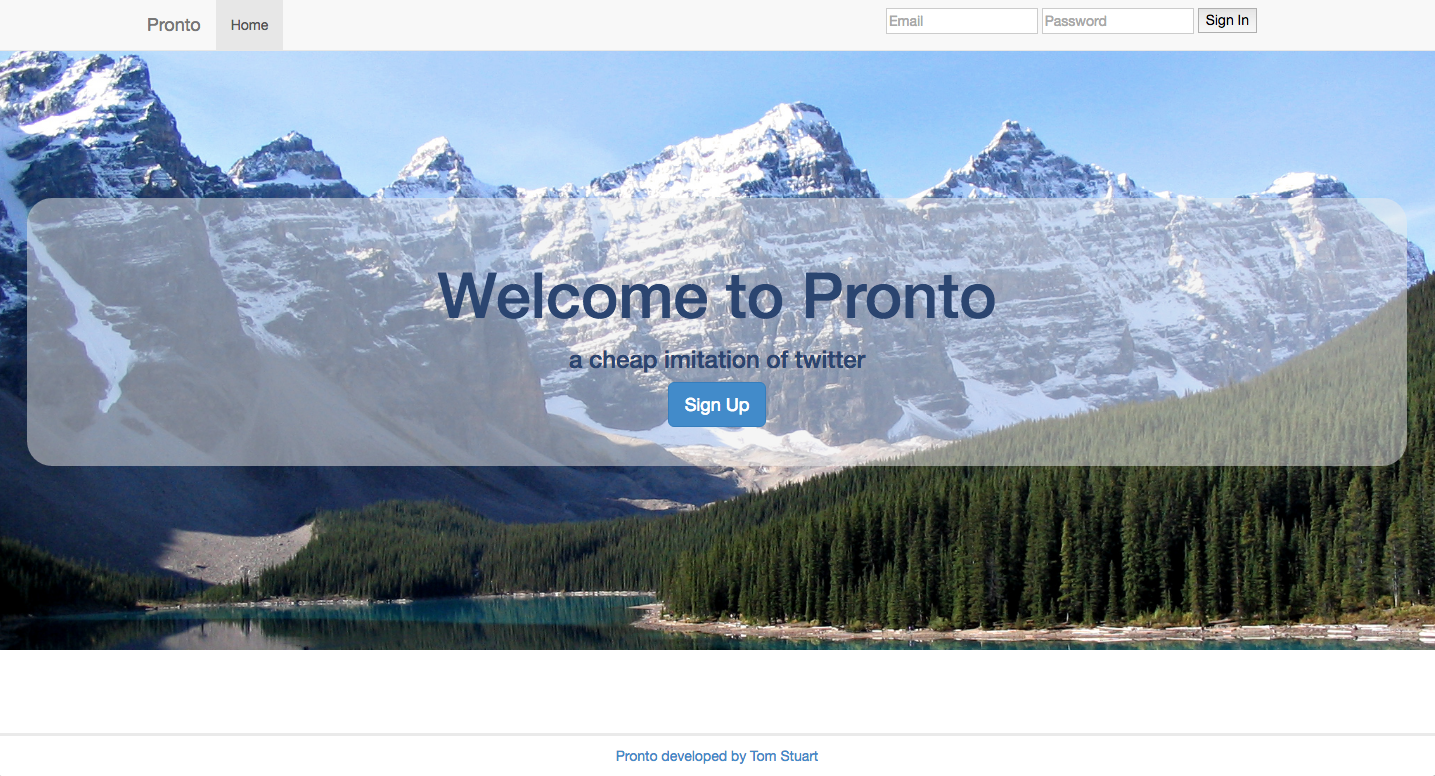 Pronto Home Email Password Sign In
Welcome to Pronto
a cheap imitation of twitter
Sign Up
Pronto developed by Tom Stuart